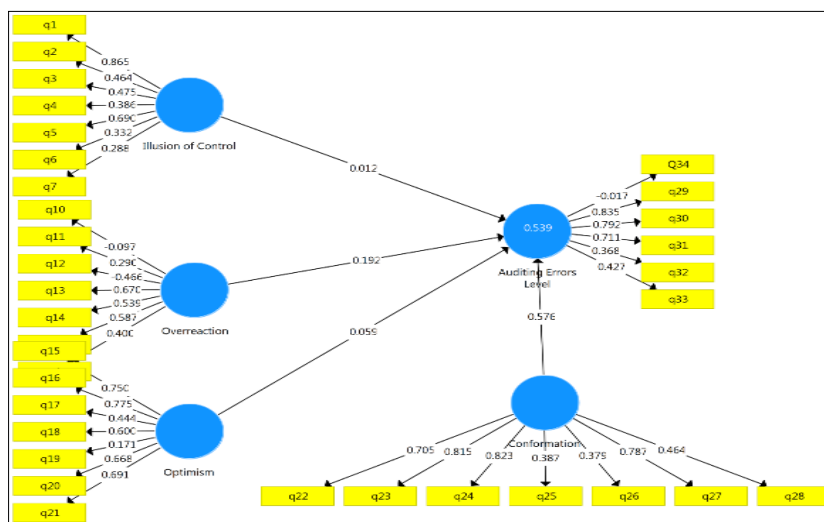 q1
q2
q3
q4
q5
q6
q7
0.865
0.464
0.475
0.386
0.690
0.332
0.288
Illusion of Control
q10
q11
q12
q13
q14
q15
-0.097
0.290
-0.466
0.670
0.539
0.587
0.400
Overreaction
q16
q17
q18
q19
q20
q21
0.750
0.775
0.444
0.600
0.171
0.668
0.691
Optimism
0.012
0.192
0.059
0.576
0.539
Auditing Errors
Level
Q34
q29
q30
q31
q32
q33
-0.017
0.835
0.792
0.711
0.368
0.427
Conformation
0.705
0.815
0.823
0.387
0.379
0.787
0.464
q22
q23
q24
q25
q26
q27
q28